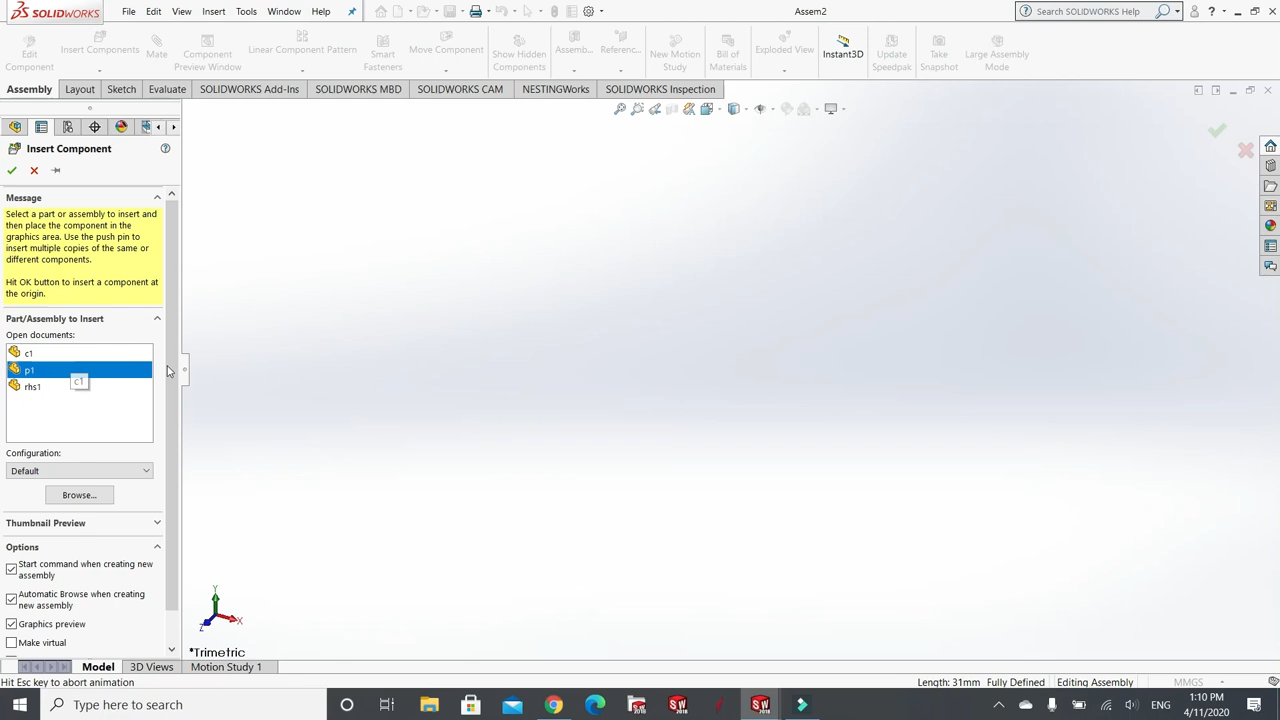 SOLIDWORKS File Edit View Insert Tools Window Help Assem2 Search SOLIDWORKS Help
Edit Component
Insert Components
Mate
Component Preview Window
Linear Component Pattern
Smart Fasteners
Move Component
Show Hidden Components
Assemb...
Referenc...
New Motion Study
Bill of Materials
Exploded View
Instant3D
Update Speedpak
Take Snapshot
Large Assembly Mode
Assembly Layout Sketch Evaluate SOLIDWORKS Add-Ins SOLIDWORKS MBD SOLIDWORKS CAM NESTINGWorks SOLIDWORKS Inspection
Insert Component
Message
Select a part or assembly to insert and
then place the component in the
graphics area. Use the push pin to
insert multiple copies of the same or
different components.
Hit OK button to insert a component at
the origin.
Part/Assembly to Insert
Open documents:
c1
p1
c1
rhs1
Configuration:
Default
Browse...
Thumbnail Preview
Options
Start command when creating new
assembly
Automatic Browse when creating
new assembly
Graphics preview
Make virtual
Y
X
Z
*Trimetric
Model 3D Views Motion Study 1
Hit Esc key to abort animation Length: 31mm Fully Defined Editing Assembly MMGS
Type here to search
ENG
1:10 PM
4/11/2020